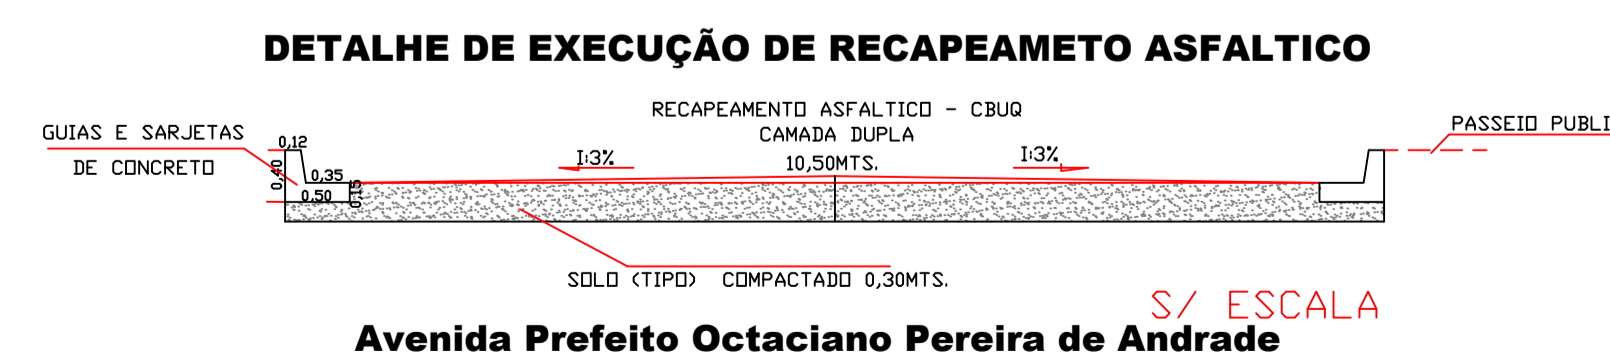 DETALHE DE EXECUÇÃO DE RECAPEAMETO ASFALTICO
RECAPEAMENTO ASFALTICO - CBUQ
CAMADA DUPLA
10,50MTS.
GUIAS E SARJETAS
DE CONCRETO
0,12
0,40
0,35
0,50
0,15
I:3%
I:3%
PASSEIO PUBLI
SOLO (TIPO) COMPACTADO 0,30MTS.
S/ ESCALA
Avenida Prefeito Octaciano Pereira de Andrade